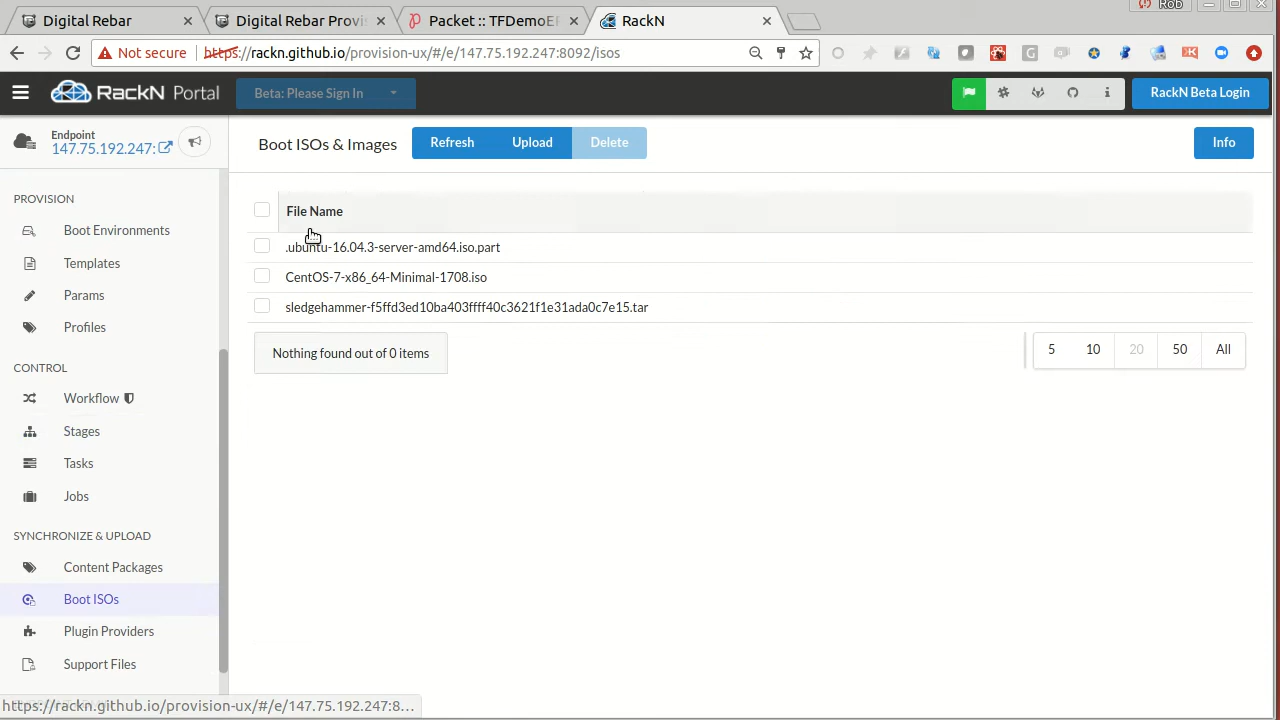 Digital Rebar
Digital Rebar Provis
Packet :: TFDemoE
RackN
Rob
Not secure
https://rackn.github.io/provision-ux/#/e/147.75.192.247:8092/isos
RackN Portal
Beta: Please Sign In
RackN Beta Login
Endpoint
147.75.192.247:
Boot ISOs & Images
Refresh
Upload
Delete
Info
PROVISION
Boot Environments
Templates
Params
Profiles
CONTROL
Workflow
Stages
Tasks
Jobs
SYNCHRONIZE & UPLOAD
Content Packages
Boot ISOs
Plugin Providers
Support Files
File Name
.ubuntu-16.04.3-server-amd64.iso.part
CentOS-7-x86_64-Minimal-1708.iso
sledgehammer-f5ffd3ed10ba403ffff40c3621f1e31ada0c7e15.tar
Nothing found out of 0 items
5
10
20
50
All
https://rackn.github.io/provision-ux/#/e/147.75.192.247:8...